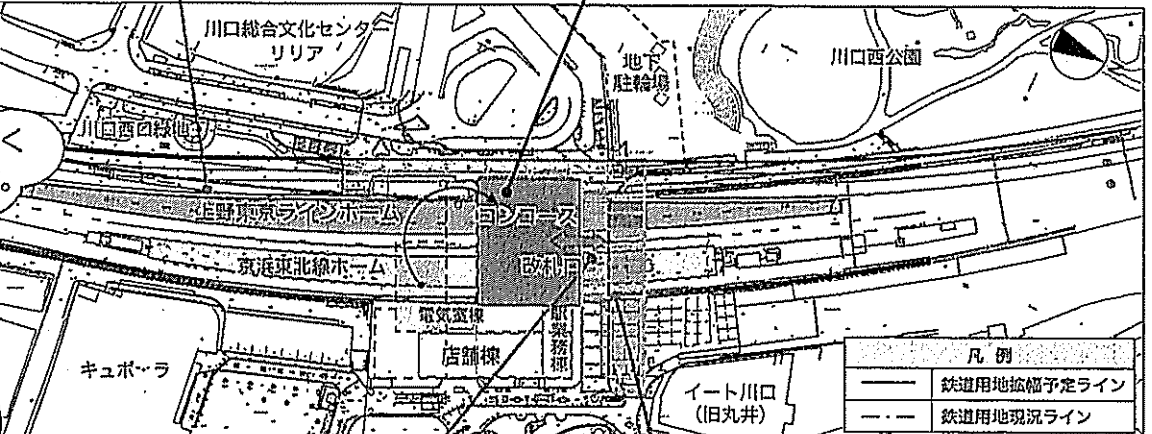 川口総合文化センター
リリア
地下
駐輪場
川口西公園
川口西口緑地
上野東京ラインホーム
コンコース
京浜東北線ホーム
改札口
電気室棟
店舗棟
駅業務棟
キュポ・ラ
イート川口
（旧丸井）
凡例
鉄道用地拡幅予定ライン
鉄道用地現況ライン